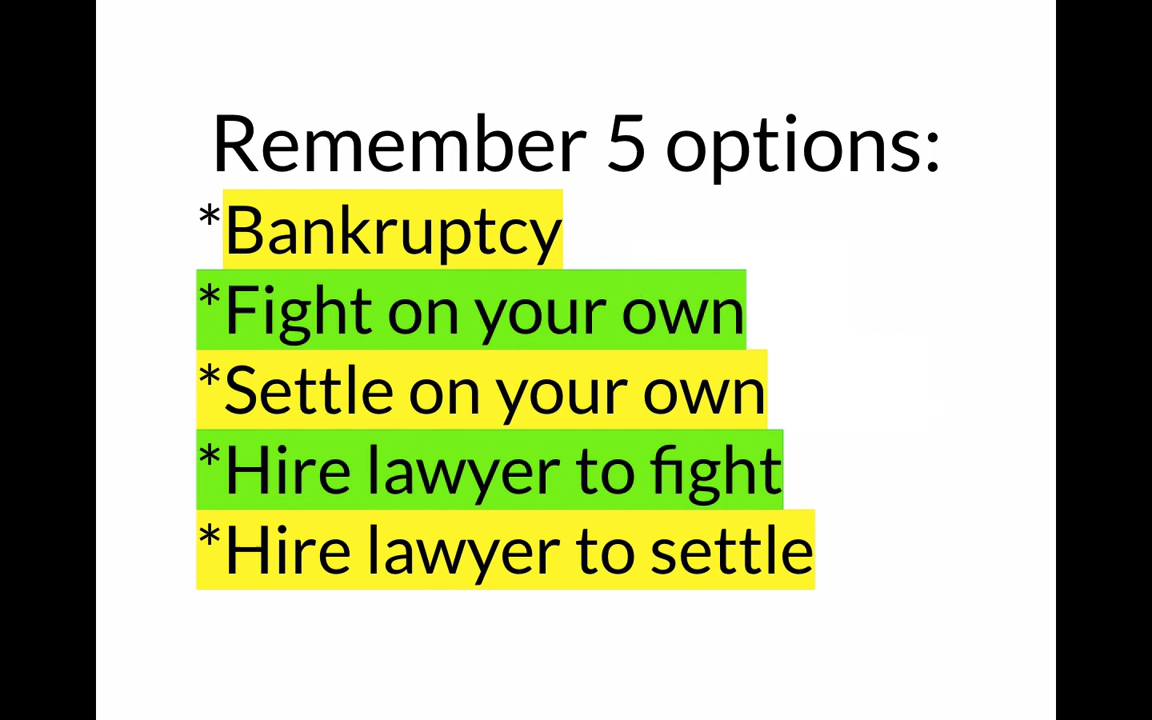 Remember 5 options:
*Bankruptcy
*Fight on your own
*Settle on your own
*Hire lawyer to fight
*Hire lawyer to settle